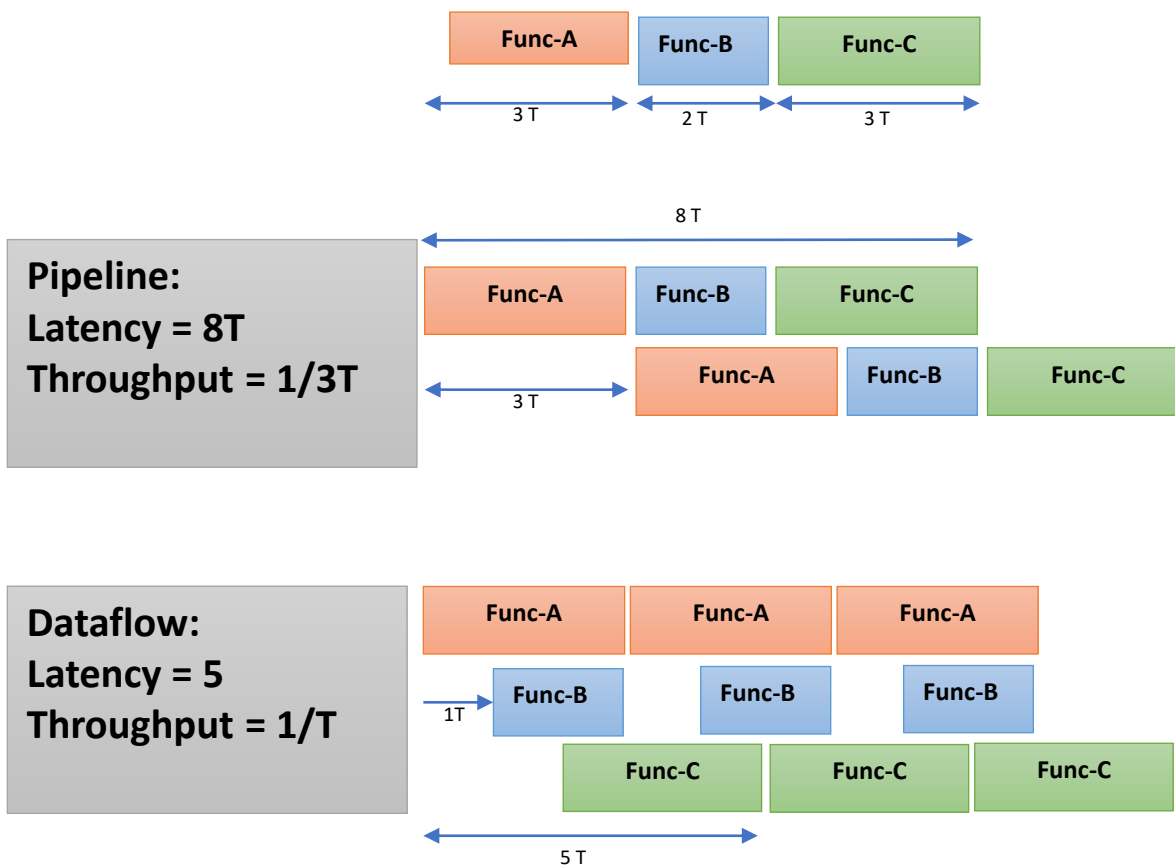 Func-A Func-B Func-C
3 T 2 T 3 T
8 T
Pipeline:
Latency = 8T
Throughput = 1/3T
Func-A Func-B Func-C
Func-A Func-B Func-C
3 T
Dataflow:
Latency = 5
Throughput = 1/T
Func-A Func-A Func-A
Func-B Func-B Func-B
1T
Func-C Func-C Func-C
5 T